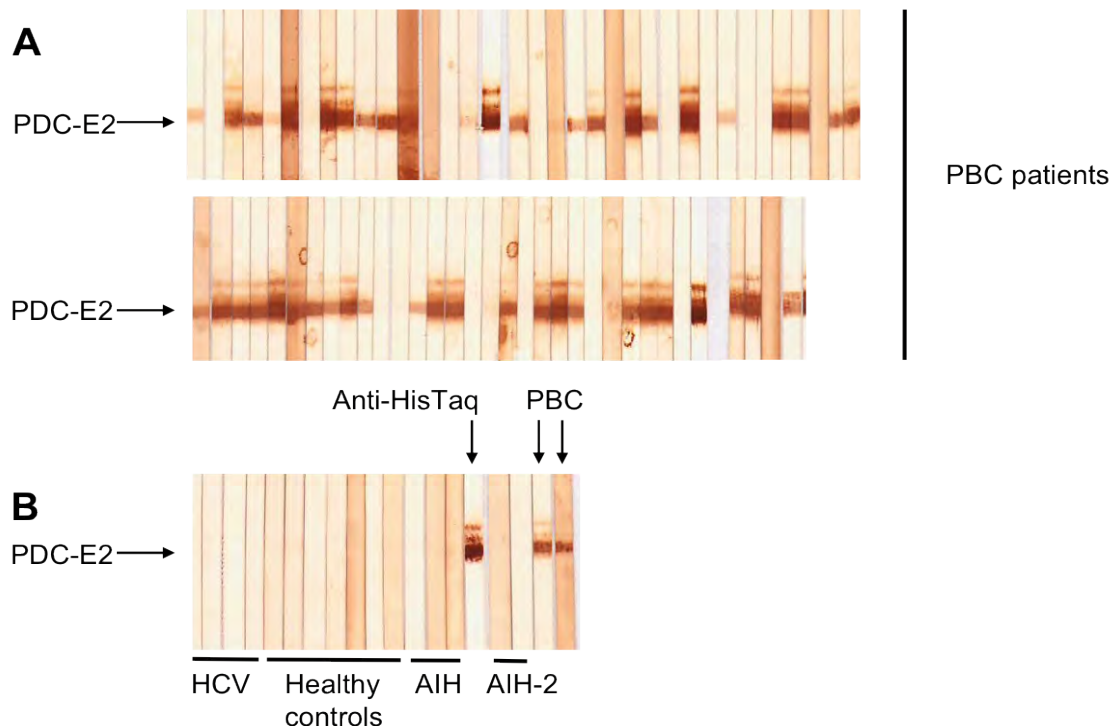 A
PDC-E2
PBC patients
PDC-E2
Anti-HisTaq PBC
B
PDC-E2
HCV Healthy controls AIH AIH-2